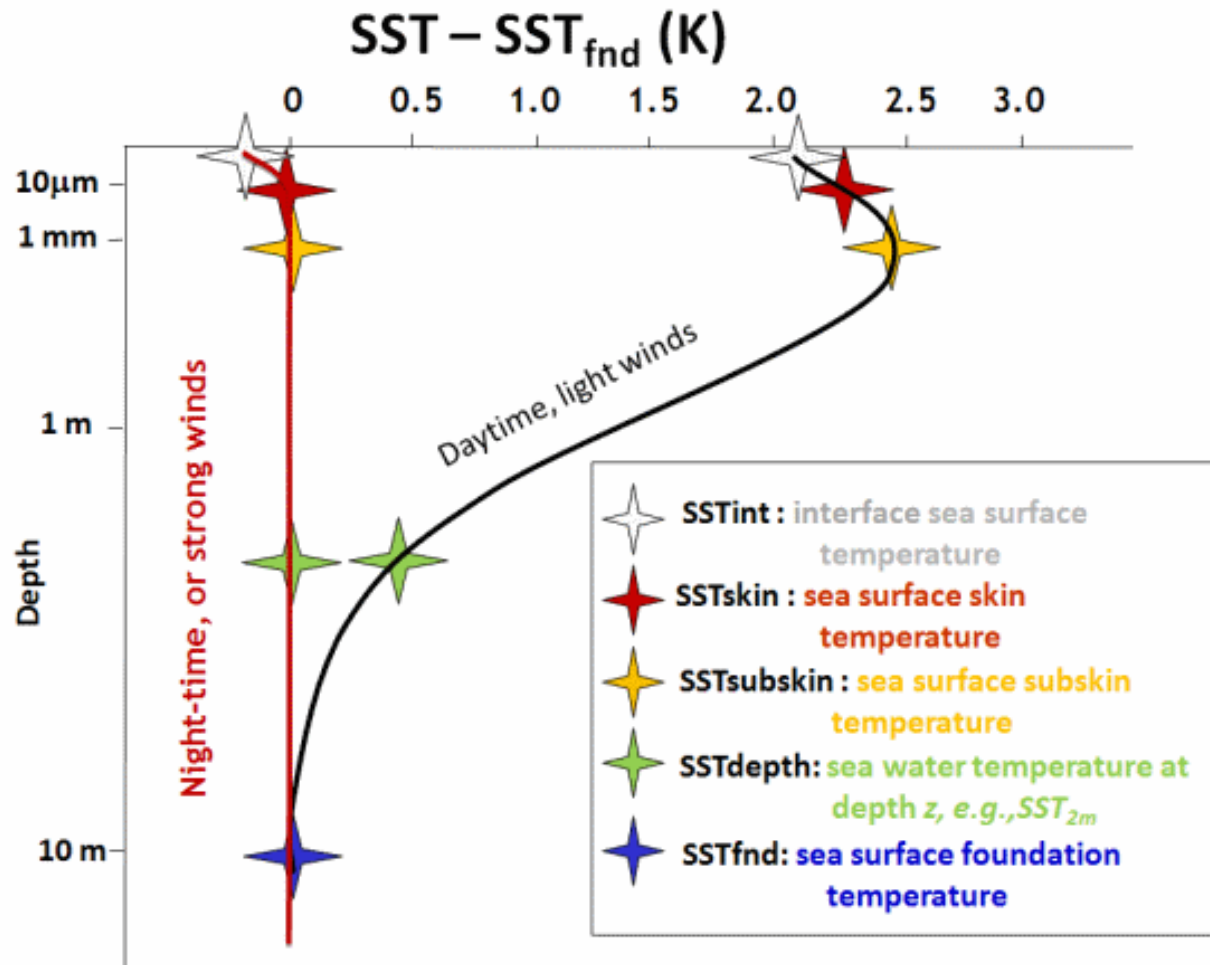 SST – SSTfnd (K)
0 0.5 1.0 1.5 2.0 2.5 3.0
10μm
1 mm
1 m
10 m
Depth
Night-time, or strong winds
Daytime, light winds
SSTint : interface sea surface
temperature
SSTskin : sea surface skin
temperature
SSTsubskin : sea surface subskin
temperature
SSTdepth: sea water temperature at
depth z, e.g.,SST2m
SSTfnd: sea surface foundation
temperature